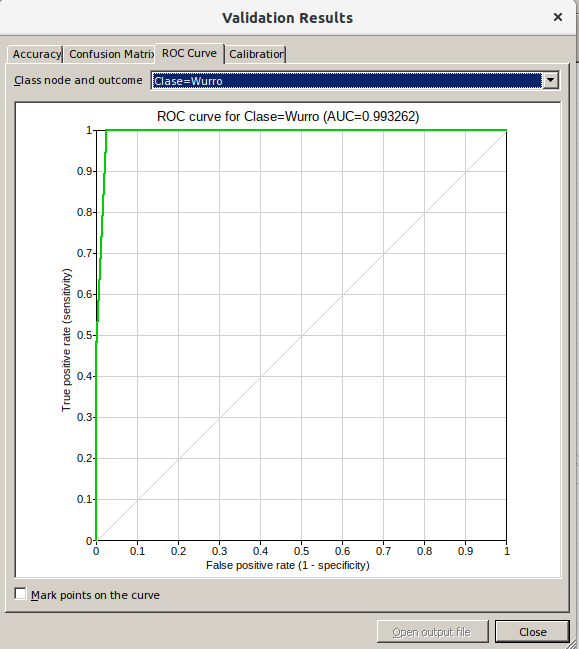 Validation Results ×
Accuracy Confusion Matrix ROC Curve Calibration
Class node and outcome Clase=Wurro
ROC curve for Clase=Wurro (AUC=0.993262)
1
0.9
0.8
0.7
0.6
0.5
0.4
0.3
0.2
0.1
0
True positive rate (sensitivity)
0 0.1 0.2 0.3 0.4 0.5 0.6 0.7 0.8 0.9 1
False positive rate (1 - specificity)
Mark points on the curve
Open output file Close